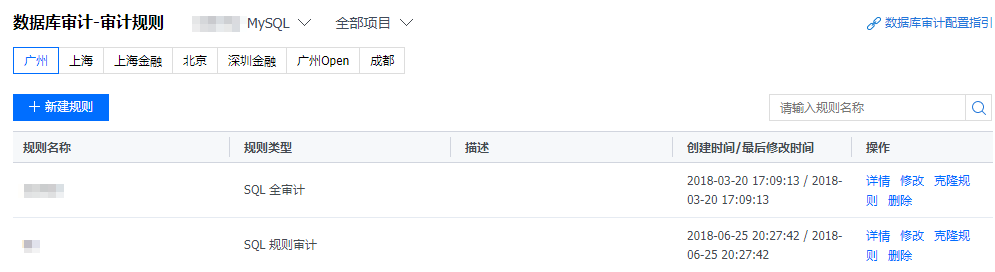 数据库审计-审计规则 MySQL 全部项目 数据库审计配置指引
广州 上海 上海金融 北京 深圳金融 广州Open 成都
+ 新建规则 请输入规则名称
规则名称 规则类型 描述 创建时间/最后修改时间 操作
SQL 全审计 2018-03-20 17:09:13 / 2018- 详情 修改 克隆规
03-20 17:09:13 则 删除
SQL 规则审计 2018-06-25 20:27:42 / 2018- 详情 修改 克隆规
06-25 20:27:42 则 删除